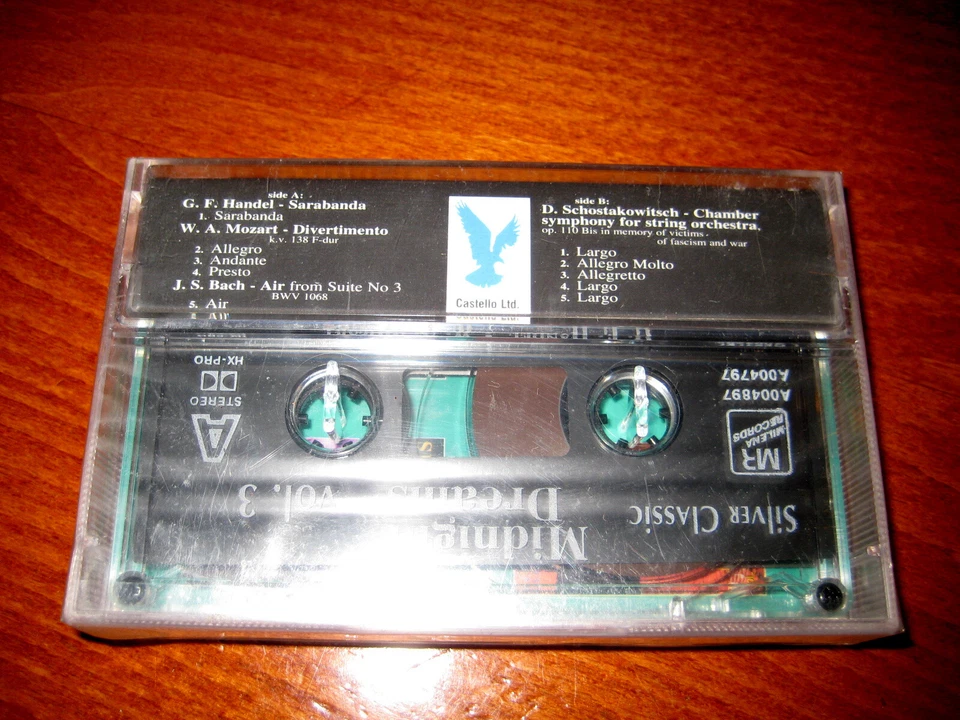 side A:
G. F. Handel - Sarabanda
1. Sarabanda
W. A. Mozart - Divertimento
k.v. 138 F-dur
2. Allegro
3. Andante
4. Presto
J. S. Bach - Air from Suite No 3
BWV 1068
5. Air
Castello Ltd.
side B:
D. Schostakowitsch - Chamber
symphony for string orchestra,
op. 110 Bis in memory of victims -
of fascism and war
1. Largo
2. Allegro Molto
3. Allegretto
4. Largo
5. Largo
Silver Classic
Dreams vol. 3
MR
MILENA
RECORDS
A004897
A004797
A
STEREO
HX-PRO